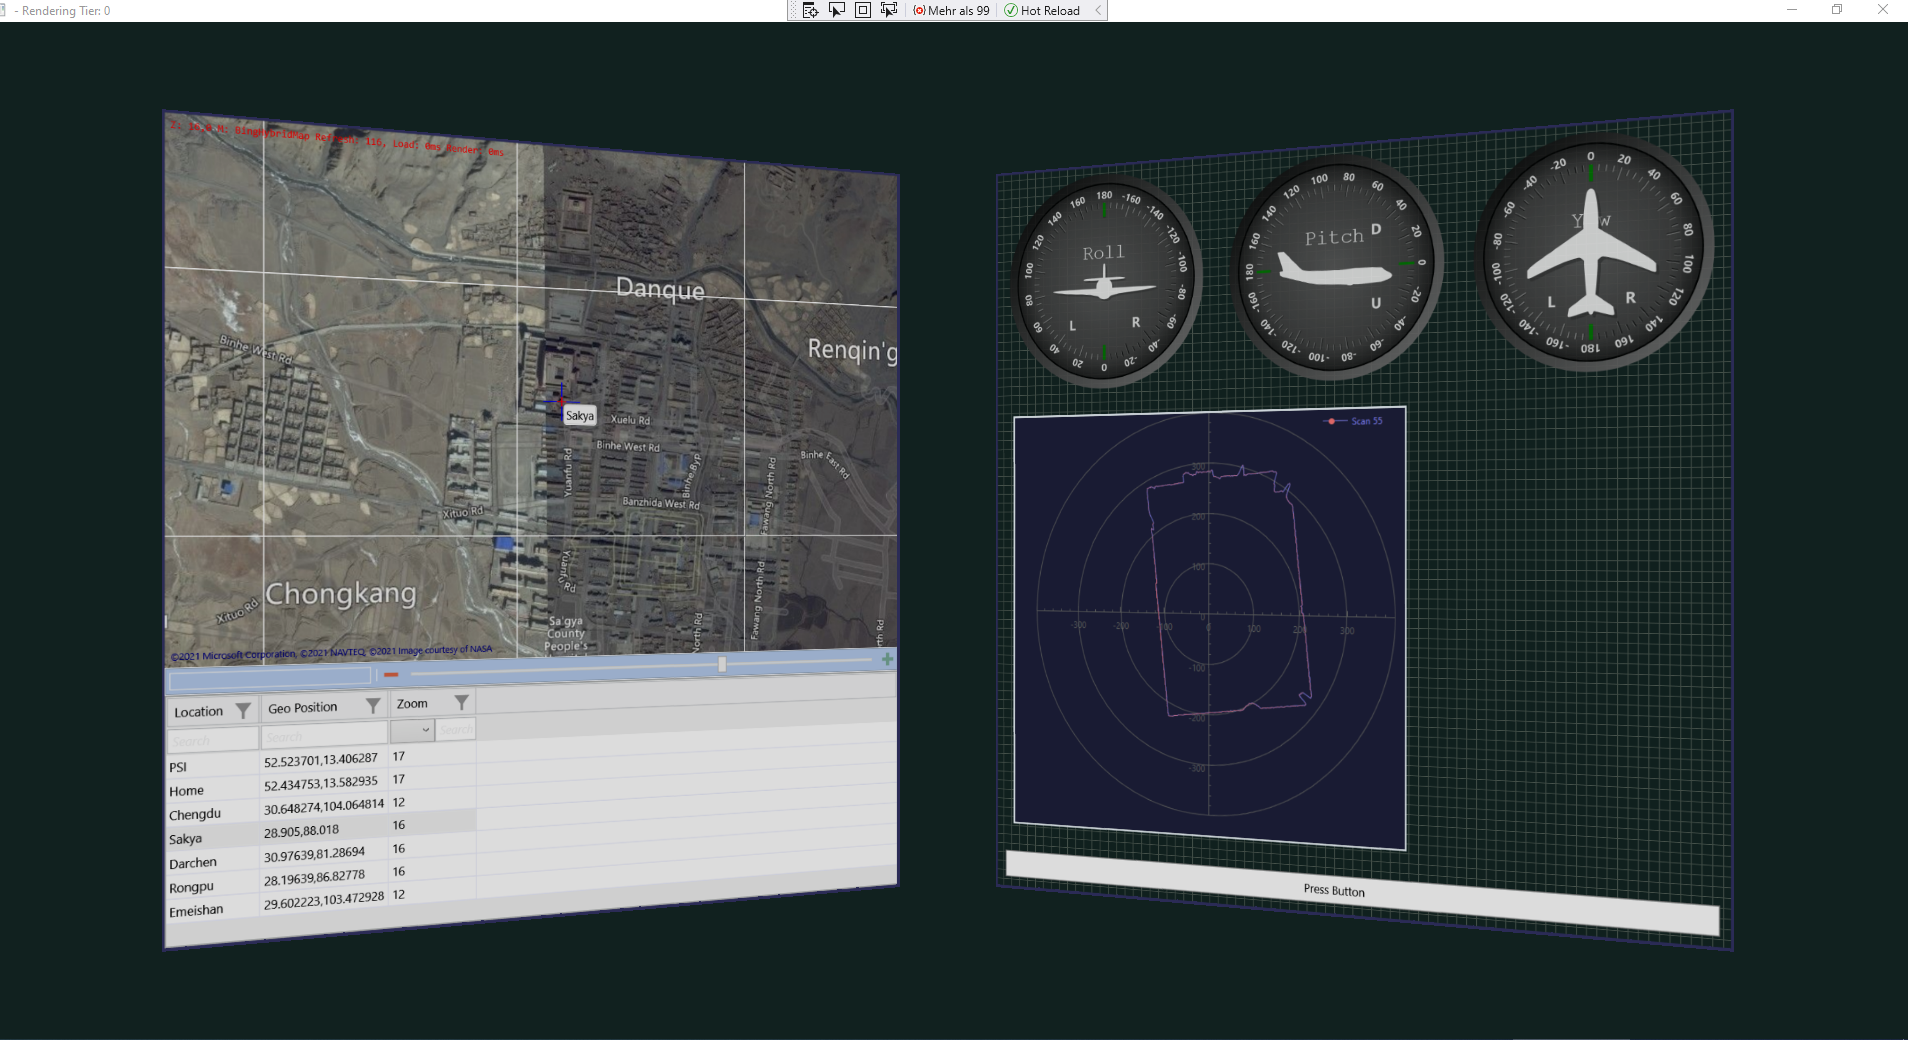 - Rendering Tier: 0
Mehr als 99
Hot Reload
M: BingHybridMap Refresh: 116, Load: 0ms Render: 0ms
Danque
Renqin'g
Binhe West Rd
Sakya
Xuelu Rd
Binhe West Rd
Yuanfu Rd
Binhe Byp
Fawang North Rd
Binhe East Rd
Banzhida West Rd
Xituo Rd
Yuanfu Rd
Chongkang
Xituo Rd
Fawang North Rd
North Rd
th Rd
Sa'gya
County
People's
©2021 Microsoft Corporation, ©2021 NAVTEQ, ©2021 Image courtesy of NASA
Location Geo Position Zoom
Search Search Search
PSI 52.523701,13.406287 17
Home 52.434753,13.582935 17
Chengdu 30.648274,104.064814 12
Sakya 28.905,88.018 16
Darchen 30.97639,81.28694 16
Rongpu 28.19639,86.82778 16
Emeishan 29.602223,103.472928 12
180 -160 -140 -120 -100 -80 -60 -40 -20 0 20 40 60 80 100 120 140 160
Roll
L R
100 80 60 40 20 0 -20 -40 -60 -80 -100 -120 -140 -160 180 160 140 120
Pitch D
U
0 20 40 60 80 100 120 140 160 180 -160 -140 -120 -100 -80 -60 -40 -20
Yaw
L R
Scan 55
300
200
100
0
-300 -200 -100 0 100 200 300
-100
-200
-300
Press Button